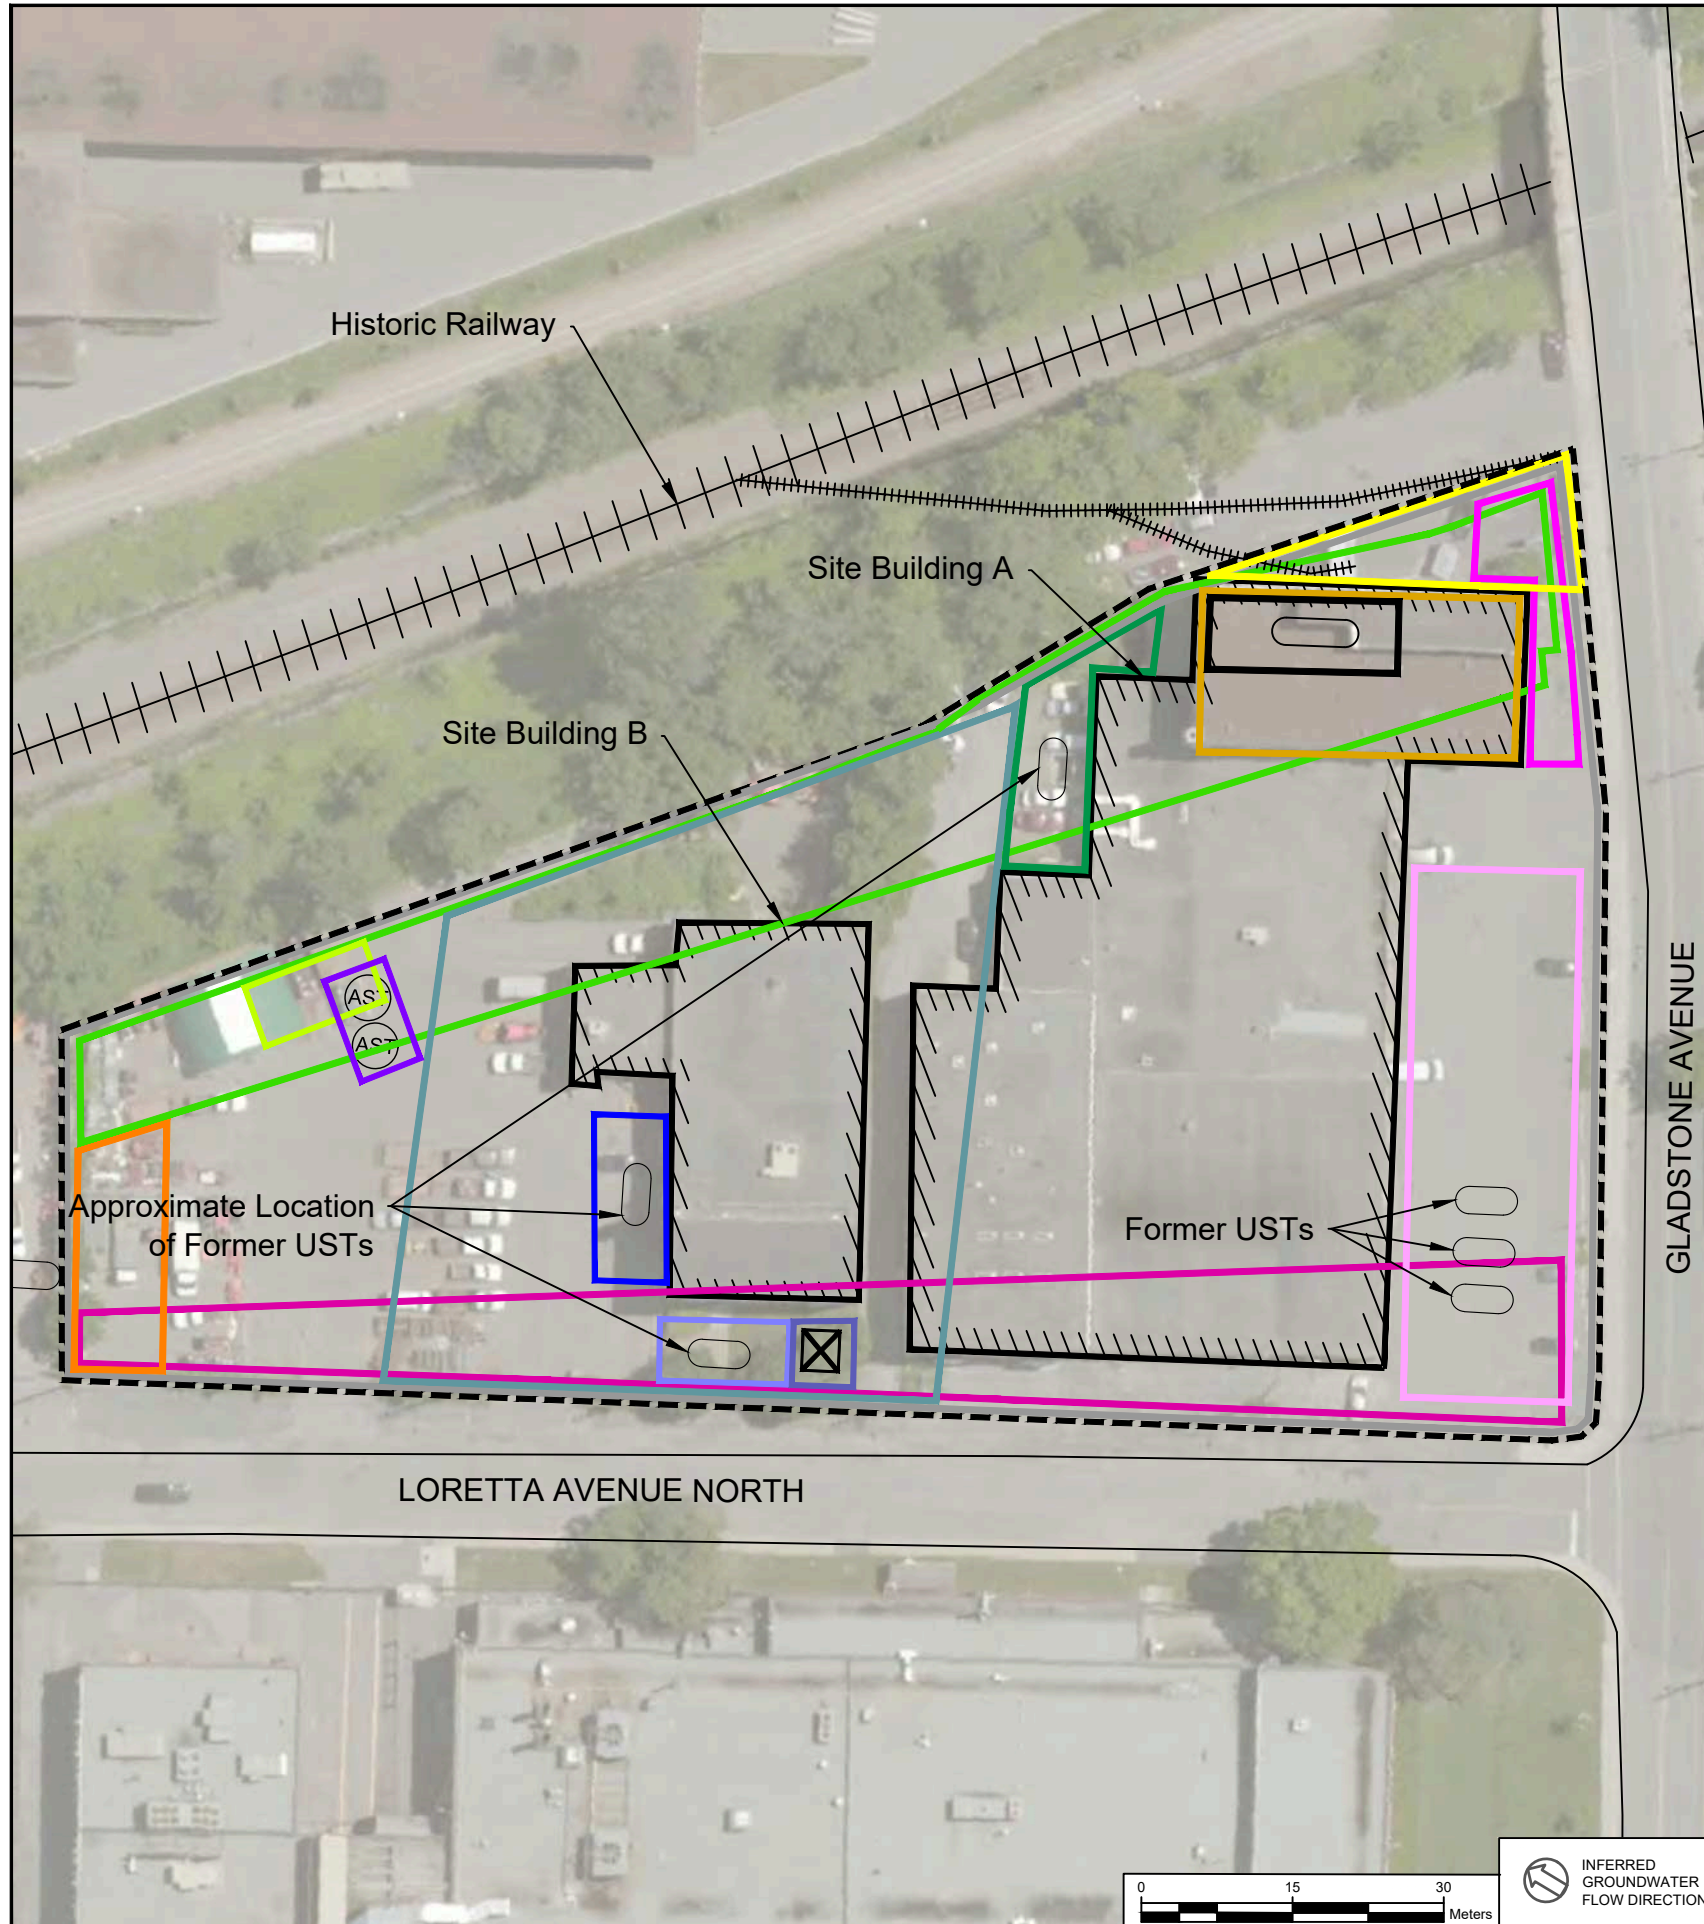 Historic Railway
Site Building A
Site Building B
AST
AST
Approximate Location
of Former USTs
Former USTs
GLADSTONE AVENUE
LORETTA AVENUE NORTH
0 15 30
Meters
INFERRED
GROUNDWATER
FLOW DIRECTION